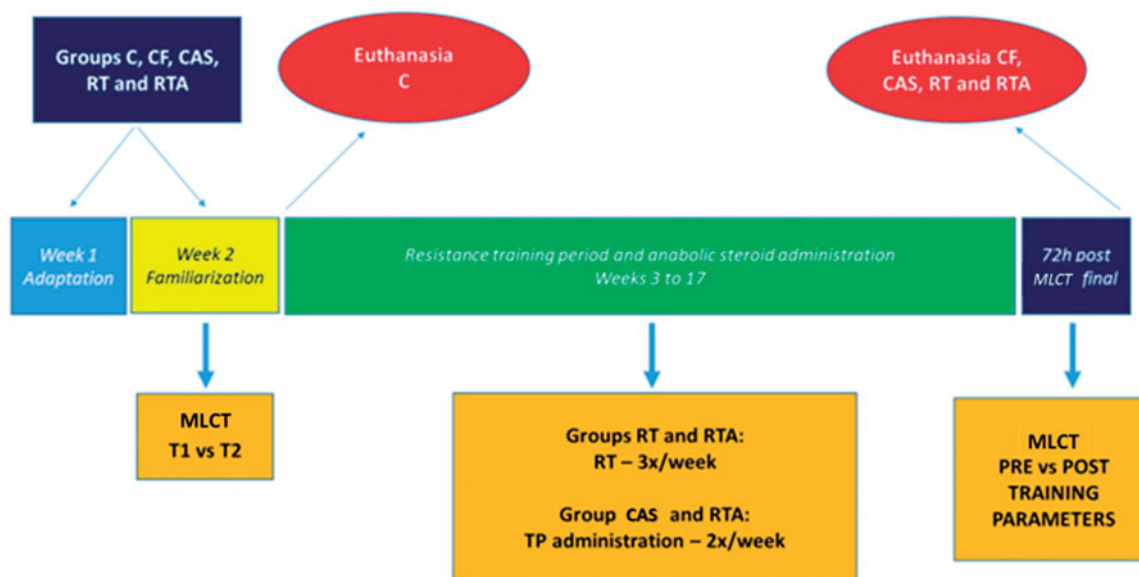 Groups C, CF, CAS,
RT and RTA
Euthanasia
C
Euthanasia CF,
CAS, RT and RTA
Week 1
Adaptation
Week 2
Familiarization
Resistance training period and anabolic steroid administration
Weeks 3 to 17
72h post
MLCT final
MLCT
T1 vs T2
Groups RT and RTA:
RT – 3x/week
Group CAS and RTA:
TP administration – 2x/week
MLCT
PRE vs POST
TRAINING
PARAMETERS